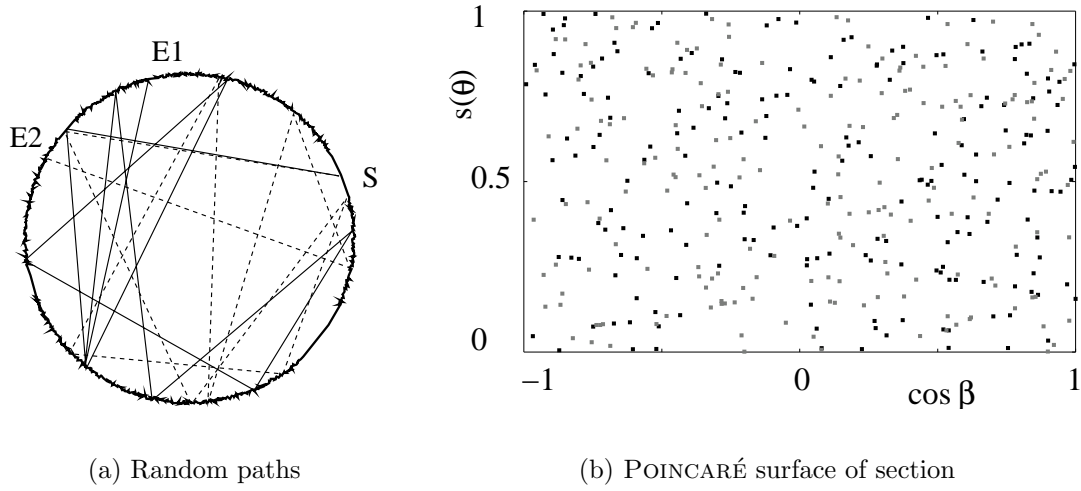 E1
E2
S
1
s(θ)
0.5
0
−1
0
1
cos β
(a) Random paths
(b) POINCARÉ surface of section